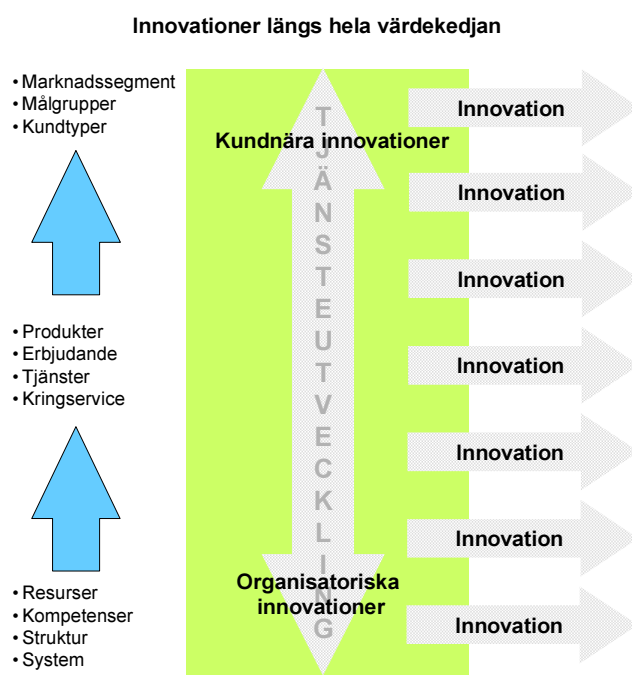 Innovationer längs hela värdekedjan
• Marknadssegment
• Målgrupper
• Kundtyper
• Produkter
• Erbjudande
• Tjänster
• Kringservice
• Resurser
• Kompetenser
• Struktur
• System
TJÄNSTEUTVECKLING
Kundnära innovationer
Organisatoriska
innovationer
Innovation
Innovation
Innovation
Innovation
Innovation
Innovation
Innovation